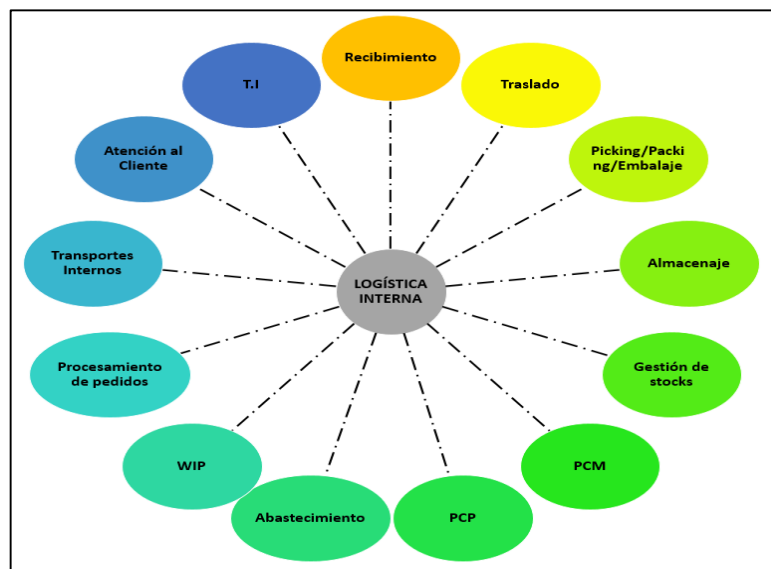 Recibimiento
Traslado
Picking/Packi
ng/Embalaje
Almacenaje
Gestión de
stocks
PCM
PCP
Abastecimiento
WIP
Procesamiento
de pedidos
Transportes
Internos
Atención al
Cliente
T.I
LOGÍSTICA
INTERNA